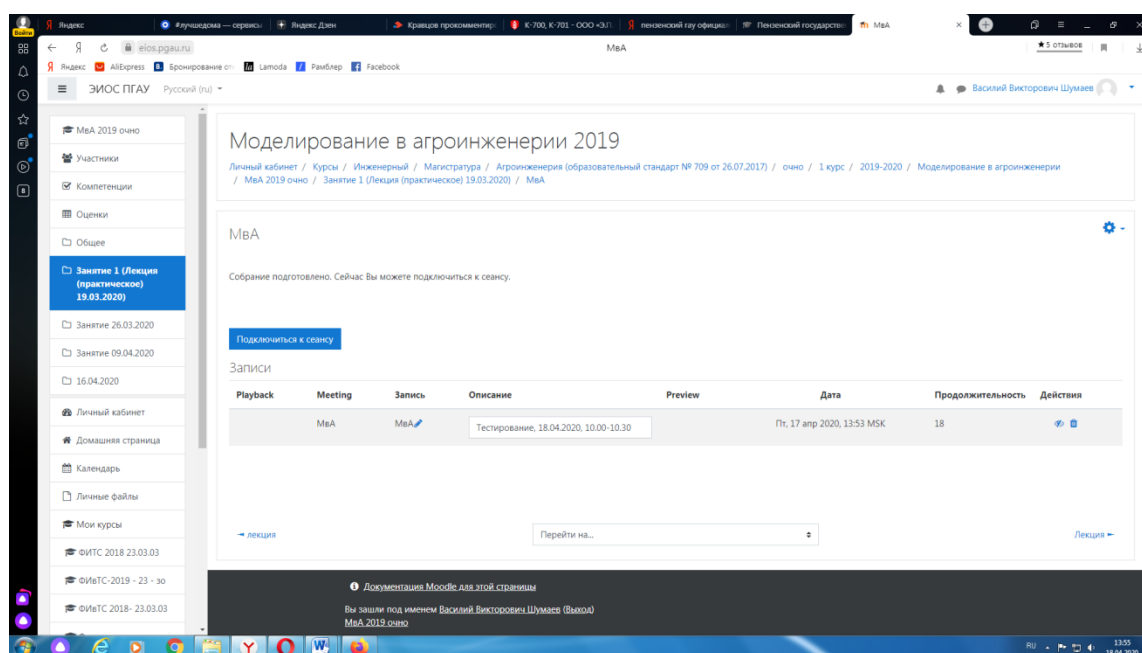 Яндекс
#лучшедома — сервисы
Яндекс Дзен
Кравцов прокомментиро
К-700, К-701 - ООО «Э.П.
пензенский гау официал
Пензенский государстве
МвА
Войти
eios.pgau.ru
МвА
★5 отзывов
Яндекс
AliExpress
Бронирование от
Lamoda
Рамблер
Facebook
ЭИОС ПГАУ
Русский (ru)
Василий Викторович Шумаев
МвА 2019 очно
Участники
Компетенции
Оценки
Общее
Занятие 1 (Лекция
(практическое)
19.03.2020)
Занятие 26.03.2020
Занятие 09.04.2020
16.04.2020
Личный кабинет
Домашняя страница
Календарь
Личные файлы
Мои курсы
ФИТС 2018 23.03.03
ФИвТС-2019 - 23 - зо
ФИвТС 2018- 23.03.03
Моделирование в агроинженерии 2019
Личный кабинет / Курсы / Инженерный / Магистратура / Агроинженерия (образовательный стандарт № 709 от 26.07.2017) / очно / 1 курс / 2019-2020 / Моделирование в агроинженерии
/ МвА 2019 очно / Занятие 1 (Лекция (практическое) 19.03.2020) / МвА
МвА
Собрание подготовлено. Сейчас Вы можете подключиться к сеансу.
Подключиться к сеансу
Записи
Playback Meeting Запись Описание Preview Дата Продолжительность Действия
МвА МвА Тестирование, 18.04.2020, 10.00-10.30 Пт, 17 апр 2020, 13:53 MSK 18
◄ лекция
Перейти на...
Лекция ►
Документация Moodle для этой страницы
Вы зашли под именем Василий Викторович Шумаев (Выход)
МвА 2019 очно
RU
13:55
18.04.2020